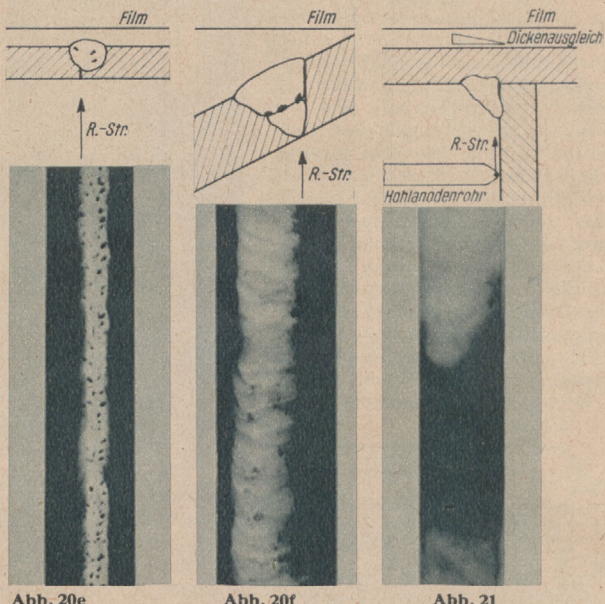 Film
Film
Film
Dickenausgleich
R.-Str.
R.-Str.
R.-Str.
Hohlanodenrohr
Abb. 20e
Abb. 20f
Abb. 21